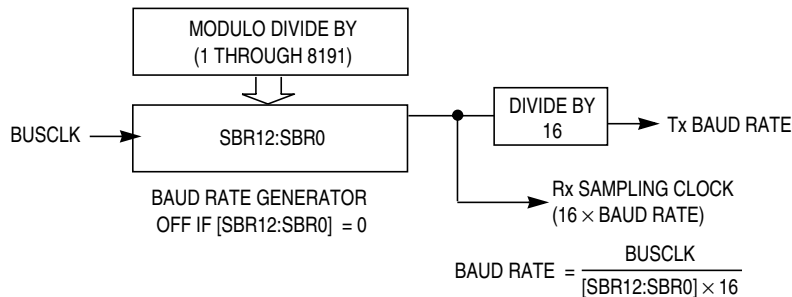 MODULO DIVIDE BY
(1 THROUGH 8191)
BUSCLK
SBR12:SBR0
DIVIDE BY
16
Tx BAUD RATE
BAUD RATE GENERATOR
OFF IF [SBR12:SBR0] = 0
Rx SAMPLING CLOCK
(16 × BAUD RATE)
BAUD RATE =
BUSCLK
[SBR12:SBR0] × 16